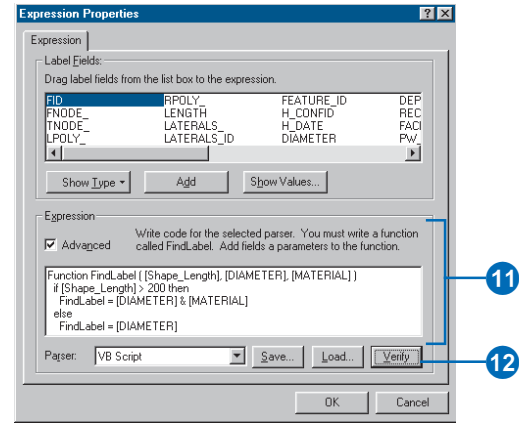 Expression Properties
Expression
Label Fields:
Drag label fields from the list box to the expression.
FID RPOLY_ FEATURE_ID DEP
FNODE_ LENGTH H_CONFID REC
TNODE_ LATERALS_ H_DATE FACI
LPOLY_ LATERALS_ID DIAMETER PW_
Show Type Add Show Values...
Expression
Advanced
Write code for the selected parser. You must write a function
called FindLabel. Add fields a parameters to the function.
Function FindLabel ( [Shape_Length], [DIAMETER], [MATERIAL] )
if [Shape_Length] > 200 then
FindLabel = [DIAMETER] & [MATERIAL]
else
FindLabel = [DIAMETER]
Parser: VB Script Save... Load... Verify
OK Cancel
11
12